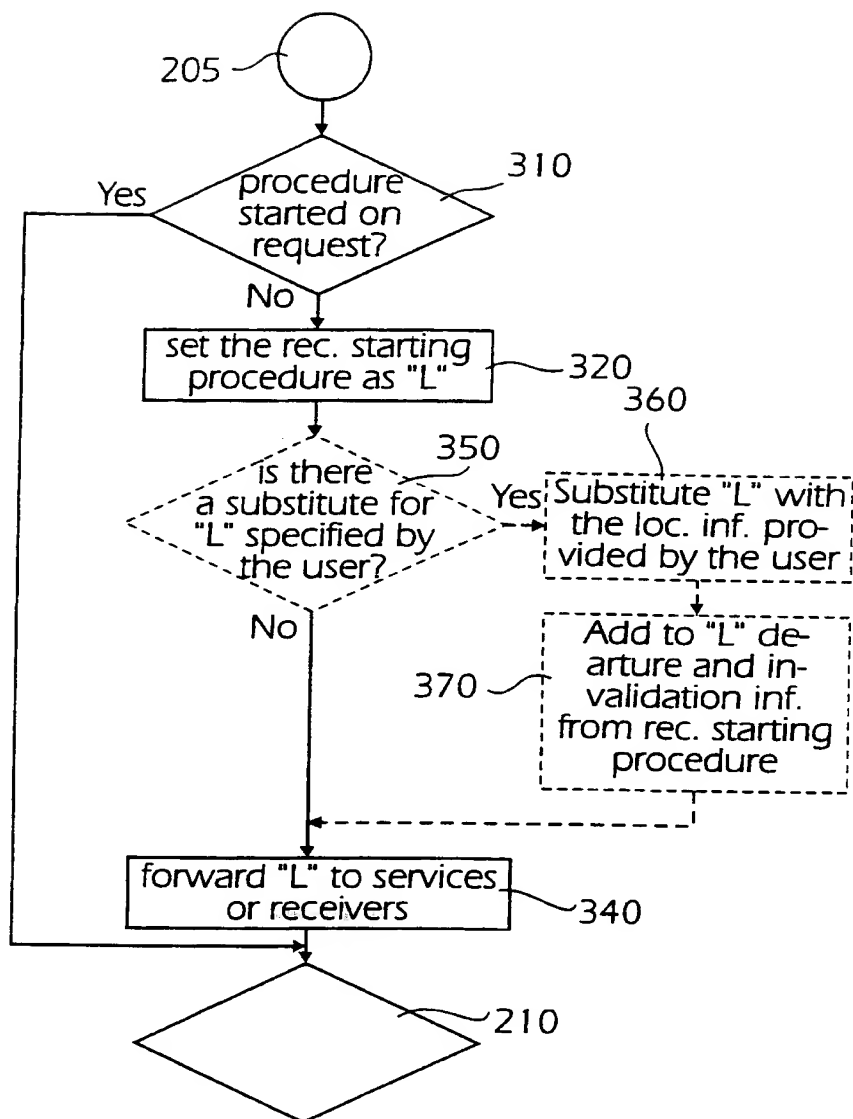 205
procedure
started on
request?
310
Yes
No
set the rec. starting
procedure as "L"
320
is there
a substitute for
"L" specified by
the user?
350
Yes
No
360
Substitute "L" with
the loc. inf. pro-
vided by the user
Add to "L" de-
arture and in-
validation inf.
from rec. starting
procedure
370
forward "L" to services
or receivers
340
210